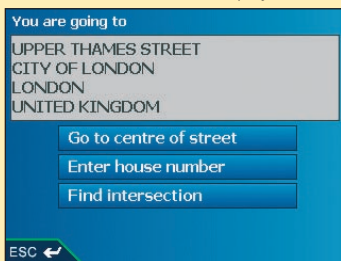 You are going to
UPPER THAMES STREET
CITY OF LONDON
LONDON
UNITED KINGDOM
Go to centre of street
Enter house number
Find intersection
ESC